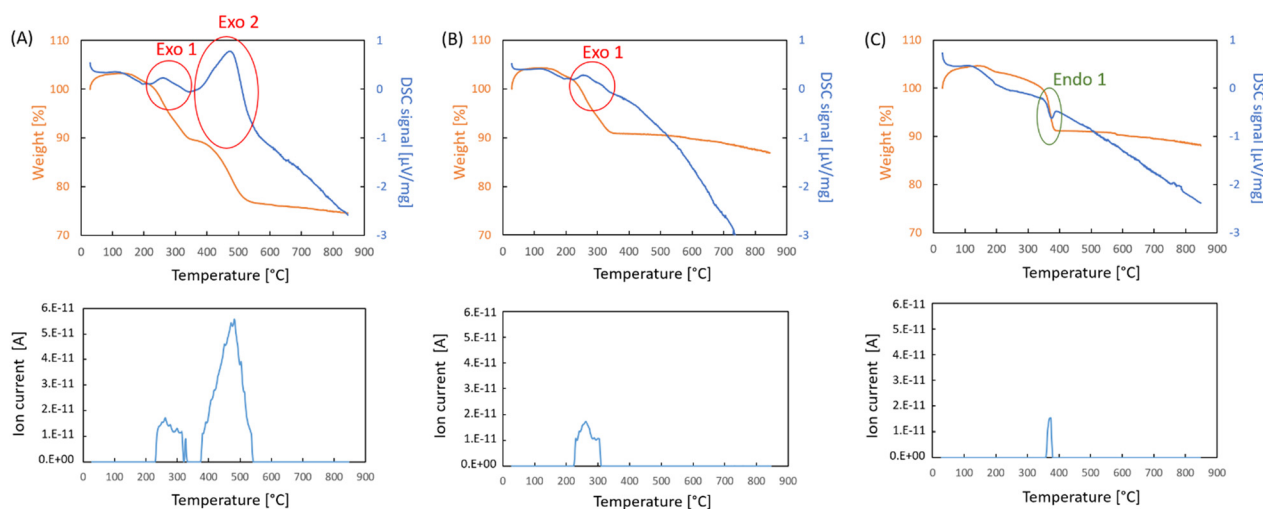 (A)
Exo 1
Exo 2
110
100
90
80
70
Weight [%]
1
0
-1
-2
-3
DSC signal [µV/mg]
0 100 200 300 400 500 600 700 800 900
Temperature [°C]
(B)
Exo 1
110
100
90
80
70
Weight [%]
1
0
-1
-2
-3
DSC signal [µV/mg]
0 100 200 300 400 500 600 700 800 900
Temperature [°C]
(C)
Endo 1
110
100
90
80
70
Weight [%]
1
0
-1
-2
-3
DSC signal [µV/mg]
0 100 200 300 400 500 600 700 800 900
Temperature [°C]
6.E-11
5.E-11
4.E-11
3.E-11
2.E-11
1.E-11
0.E+00
Ion current [A]
0 100 200 300 400 500 600 700 800 900
Temperature [°C]
6.E-11
5.E-11
4.E-11
3.E-11
2.E-11
1.E-11
0.E+00
Ion current [A]
0 100 200 300 400 500 600 700 800 900
Temperature [°C]
6.E-11
5.E-11
4.E-11
3.E-11
2.E-11
1.E-11
0.E+00
Ion current [A]
0 100 200 300 400 500 600 700 800 900
Temperature [°C]